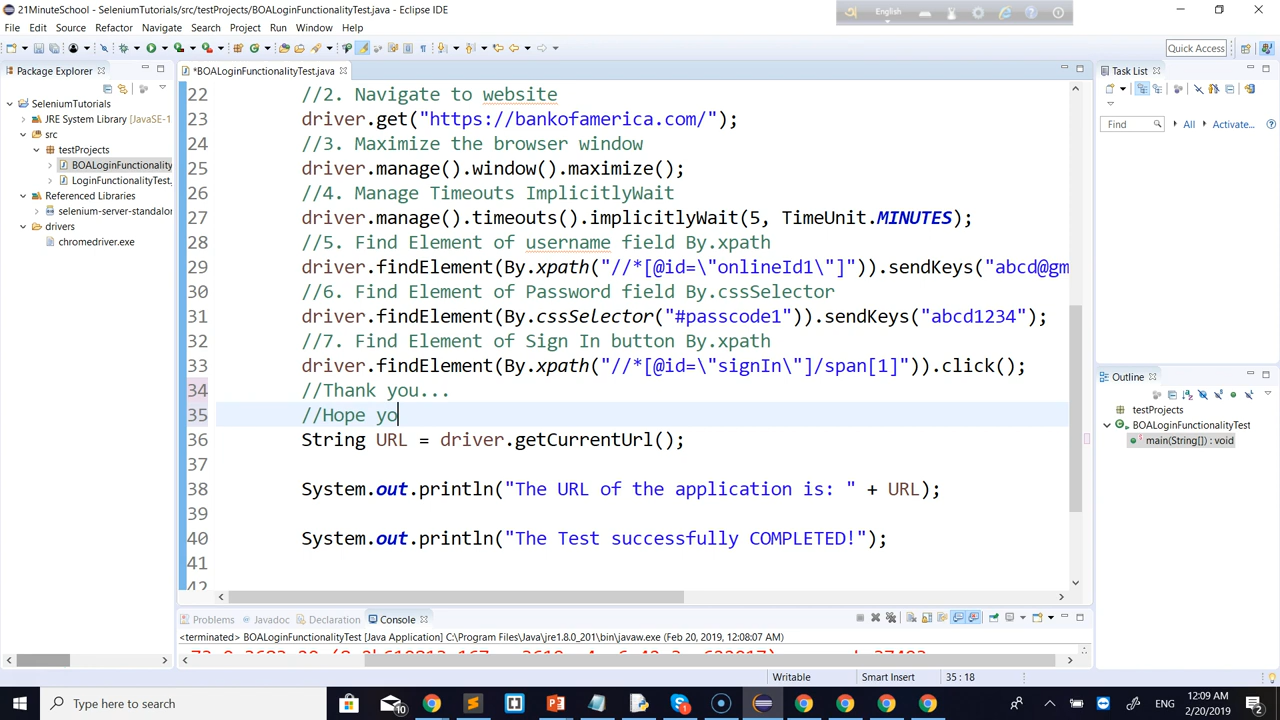 21MinuteSchool - SeleniumTutorials/src/testProjects/BOALoginFunctionalityTest.java - Eclipse IDE
English
File Edit Source Refactor Navigate Search Project Run Window Help
Quick Access
Package Explorer
*BOALoginFunctionalityTest.java
Task List
SeleniumTutorials
JRE System Library [JavaSE-1
src
testProjects
BOALoginFunctionality
LoginFunctionalityTest.
Referenced Libraries
selenium-server-standalor
drivers
chromedriver.exe
22 //2. Navigate to website
23 driver.get("https://bankofamerica.com/");
24 //3. Maximize the browser window
25 driver.manage().window().maximize();
26 //4. Manage Timeouts ImplicitlyWait
27 driver.manage().timeouts().implicitlyWait(5, TimeUnit.MINUTES);
28 //5. Find Element of username field By.xpath
29 driver.findElement(By.xpath("//*[@id=\"onlineId1\"]")).sendKeys("abcd@gm
30 //6. Find Element of Password field By.cssSelector
31 driver.findElement(By.cssSelector("#passcode1")).sendKeys("abcd1234");
32 //7. Find Element of Sign In button By.xpath
33 driver.findElement(By.xpath("//*[@id=\"signIn\"]/span[1]")).click();
34 //Thank you...
35 //Hope yo
36 String URL = driver.getCurrentUrl();
37
38 System.out.println("The URL of the application is: " + URL);
39
40 System.out.println("The Test successfully COMPLETED!");
41
42
Find All Activate...
Outline
testProjects
BOALoginFunctionalityTest
main(String[]) : void
Problems Javadoc Declaration Console
<terminated> BOALoginFunctionalityTest [Java Application] C:\Program Files\Java\jre1.8.0_201\bin\javaw.exe (Feb 20, 2019, 12:08:07 AM)
Writable Smart Insert 35 : 18
Type here to search
10
ENG
12:09 AM
2/20/2019
2